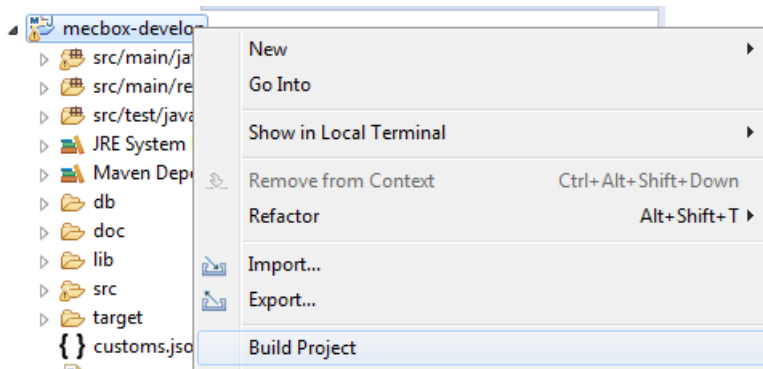 mecbox-develop
src/main/ja
src/main/re
src/test/java
JRE System
Maven Depe
db
doc
lib
src
target
{ } customs.jso
New
Go Into
Show in Local Terminal
Remove from Context Ctrl+Alt+Shift+Down
Refactor Alt+Shift+T
Import...
Export...
Build Project